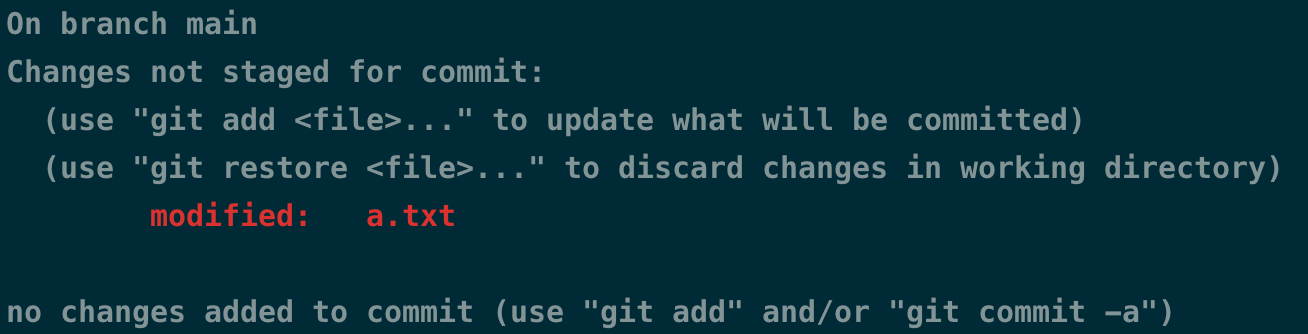 On branch main
Changes not staged for commit:
  (use "git add <file>..." to update what will be committed)
  (use "git restore <file>..." to discard changes in working directory)
        modified:   a.txt

no changes added to commit (use "git add" and/or "git commit -a")